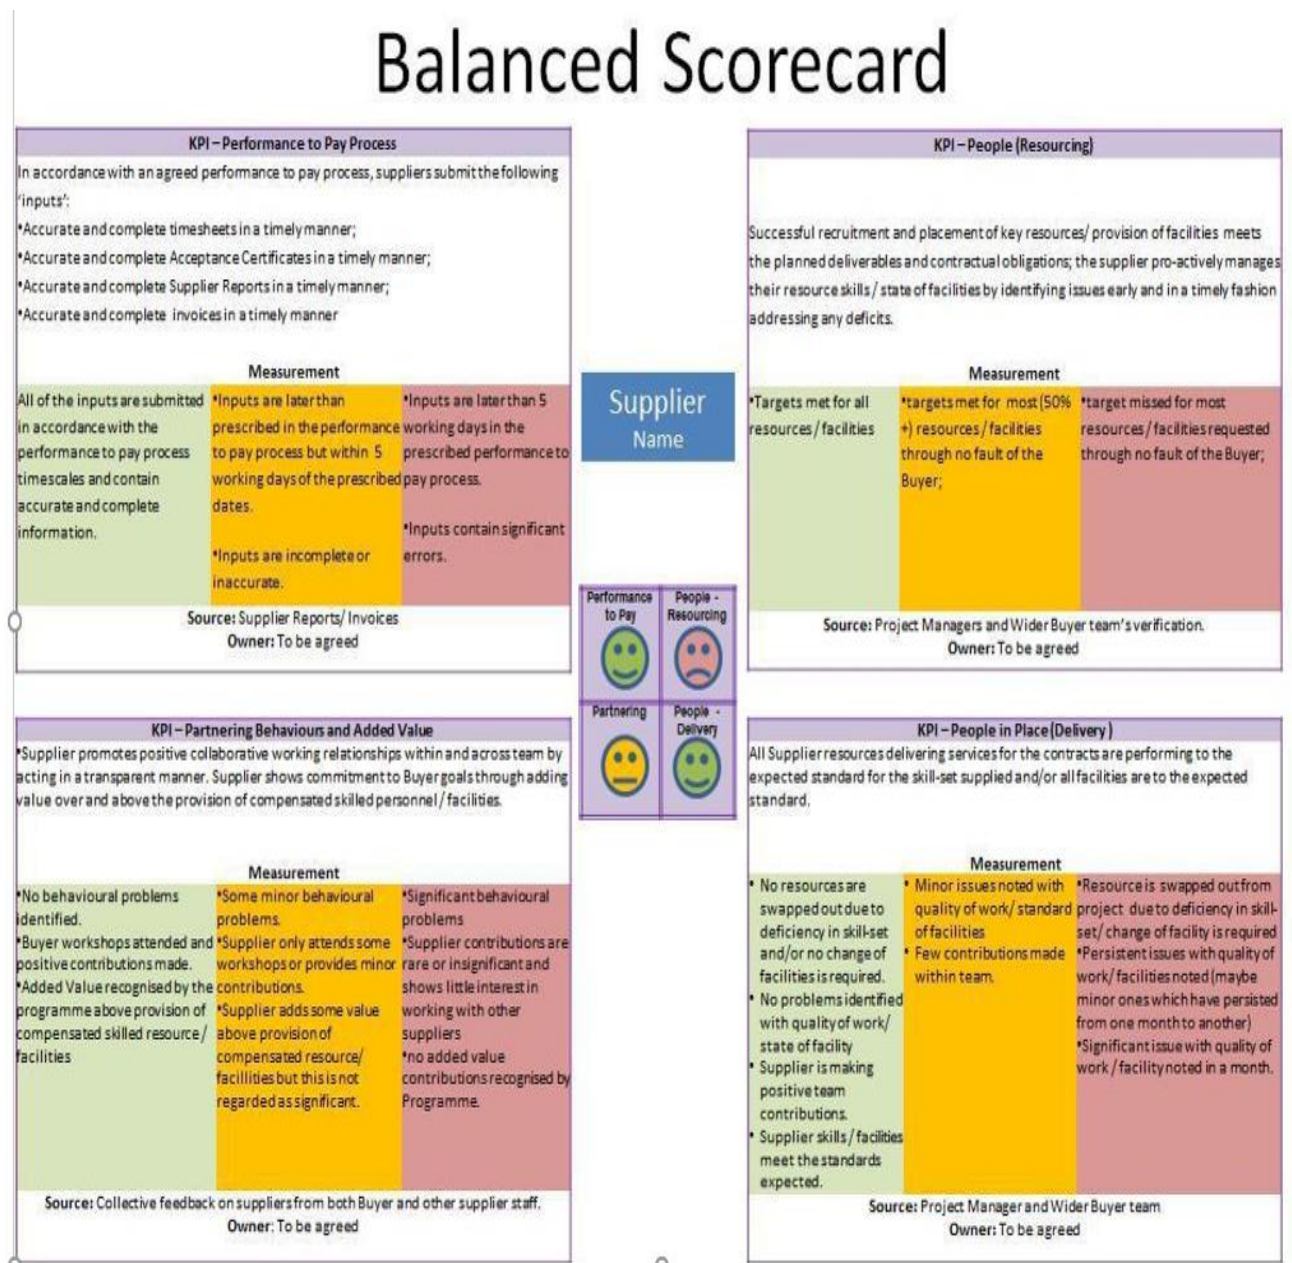 Balanced Scorecard
KPI – Performance to Pay Process
In accordance with an agreed performance to pay process, suppliers submit the following
'inputs':
•Accurate and complete timesheets in a timely manner;
•Accurate and complete Acceptance Certificates in a timely manner;
•Accurate and complete Supplier Reports in a timely manner;
•Accurate and complete invoices in a timely manner
Measurement
All of the inputs are submitted
in accordance with the
performance to pay process
timescales and contain
accurate and complete
information.
•Inputs are later than
prescribed in the performance
to pay process but within 5
working days of the prescribed
dates.
•Inputs are incomplete or
inaccurate.
•Inputs are later than 5
working days in the
prescribed performance to
pay process.
•Inputs contain significant
errors.
Source: Supplier Reports/ Invoices
Owner: To be agreed
KPI – People (Resourcing)
Successful recruitment and placement of key resources/ provision of facilities meets
the planned deliverables and contractual obligations; the supplier pro-actively manages
their resource skills/ state of facilities by identifying issues early and in a timely fashion
addressing any deficits.
Measurement
•Targets met for all
resources/ facilities
•targets met for most (50%
+) resources/ facilities
through no fault of the
Buyer;
•target missed for most
resources/ facilities requested
through no fault of the Buyer;
Source: Project Managers and Wider Buyer team's verification.
Owner: To be agreed
Supplier
Name
Performance
to Pay
People -
Resourcing
Partnering
People -
Delivery
KPI – Partnering Behaviours and Added Value
•Supplier promotes positive collaborative working relationships within and across team by
acting in a transparent manner. Supplier shows commitment to Buyer goals through adding
value over and above the provision of compensated skilled personnel/ facilities.
Measurement
•No behavioural problems
identified.
•Buyer workshops attended and
positive contributions made.
•Added Value recognised by the
programme above provision of
compensated skilled resource/
facilities
•Some minor behavioural
problems.
•Supplier only attends some
workshops or provides minor
contributions.
•Supplier adds some value
above provision of
compensated resource/
facillities but this is not
regarded as significant.
•Significant behavioural
problems
•Supplier contributions are
rare or insignificant and
shows little interest in
working with other
suppliers
•no added value
contributions recognised by
Programme.
Source: Collective feedback on suppliers from both Buyer and other supplier staff.
Owner: To be agreed
KPI – People in Place (Delivery )
All Supplier resources delivering services for the contracts are performing to the
expected standard for the skill-set supplied and/or all facilities are to the expected
standard.
Measurement
• No resources are
swapped out due to
deficiency in skill-set
and/or no change of
facilities is required.
• No problems identified
with quality of work/
state of facility
• Supplier is making
positive team
contributions.
• Supplier skills/ facilities
meet the standards
expected.
• Minor issues noted with
quality of work/ standard
of facilities
• Few contributions made
within team.
•Resource is swapped out from
project due to deficiency in skill-
set/ change of facility is required
•Persistent issues with quality of
work/ facilities noted (maybe
minor ones which have persisted
from one month to another)
•Significant issue with quality of
work / facility noted in a month.
Source: Project Manager and Wider Buyer team
Owner: To be agreed